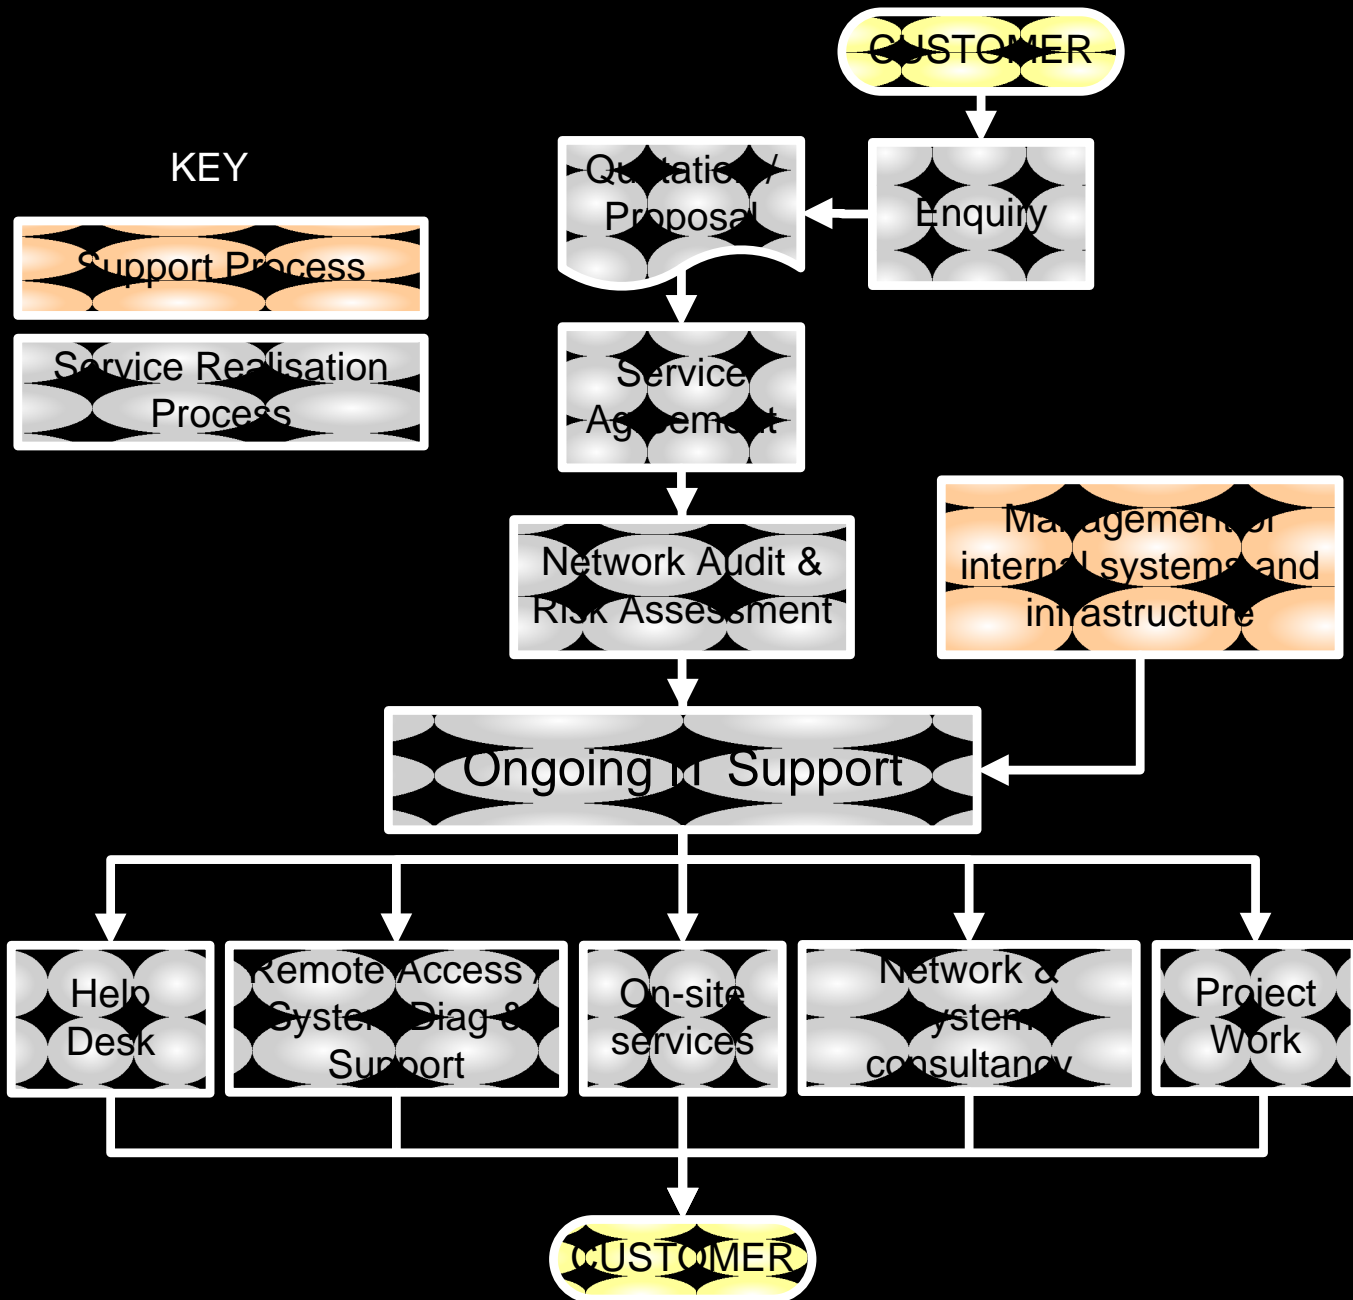 CUSTOMER
KEY
Quotation /
Proposal
Enquiry
Support Process
Service Realisation
Process
Service
Agreement
Management of
internal systems and
infrastructure
Network Audit &
Risk Assessment
Ongoing IT Support
Help
Desk
Remote Access /
System Diag &
Support
On-site
services
Network &
System
consultancy
Project
Work
CUSTOMER